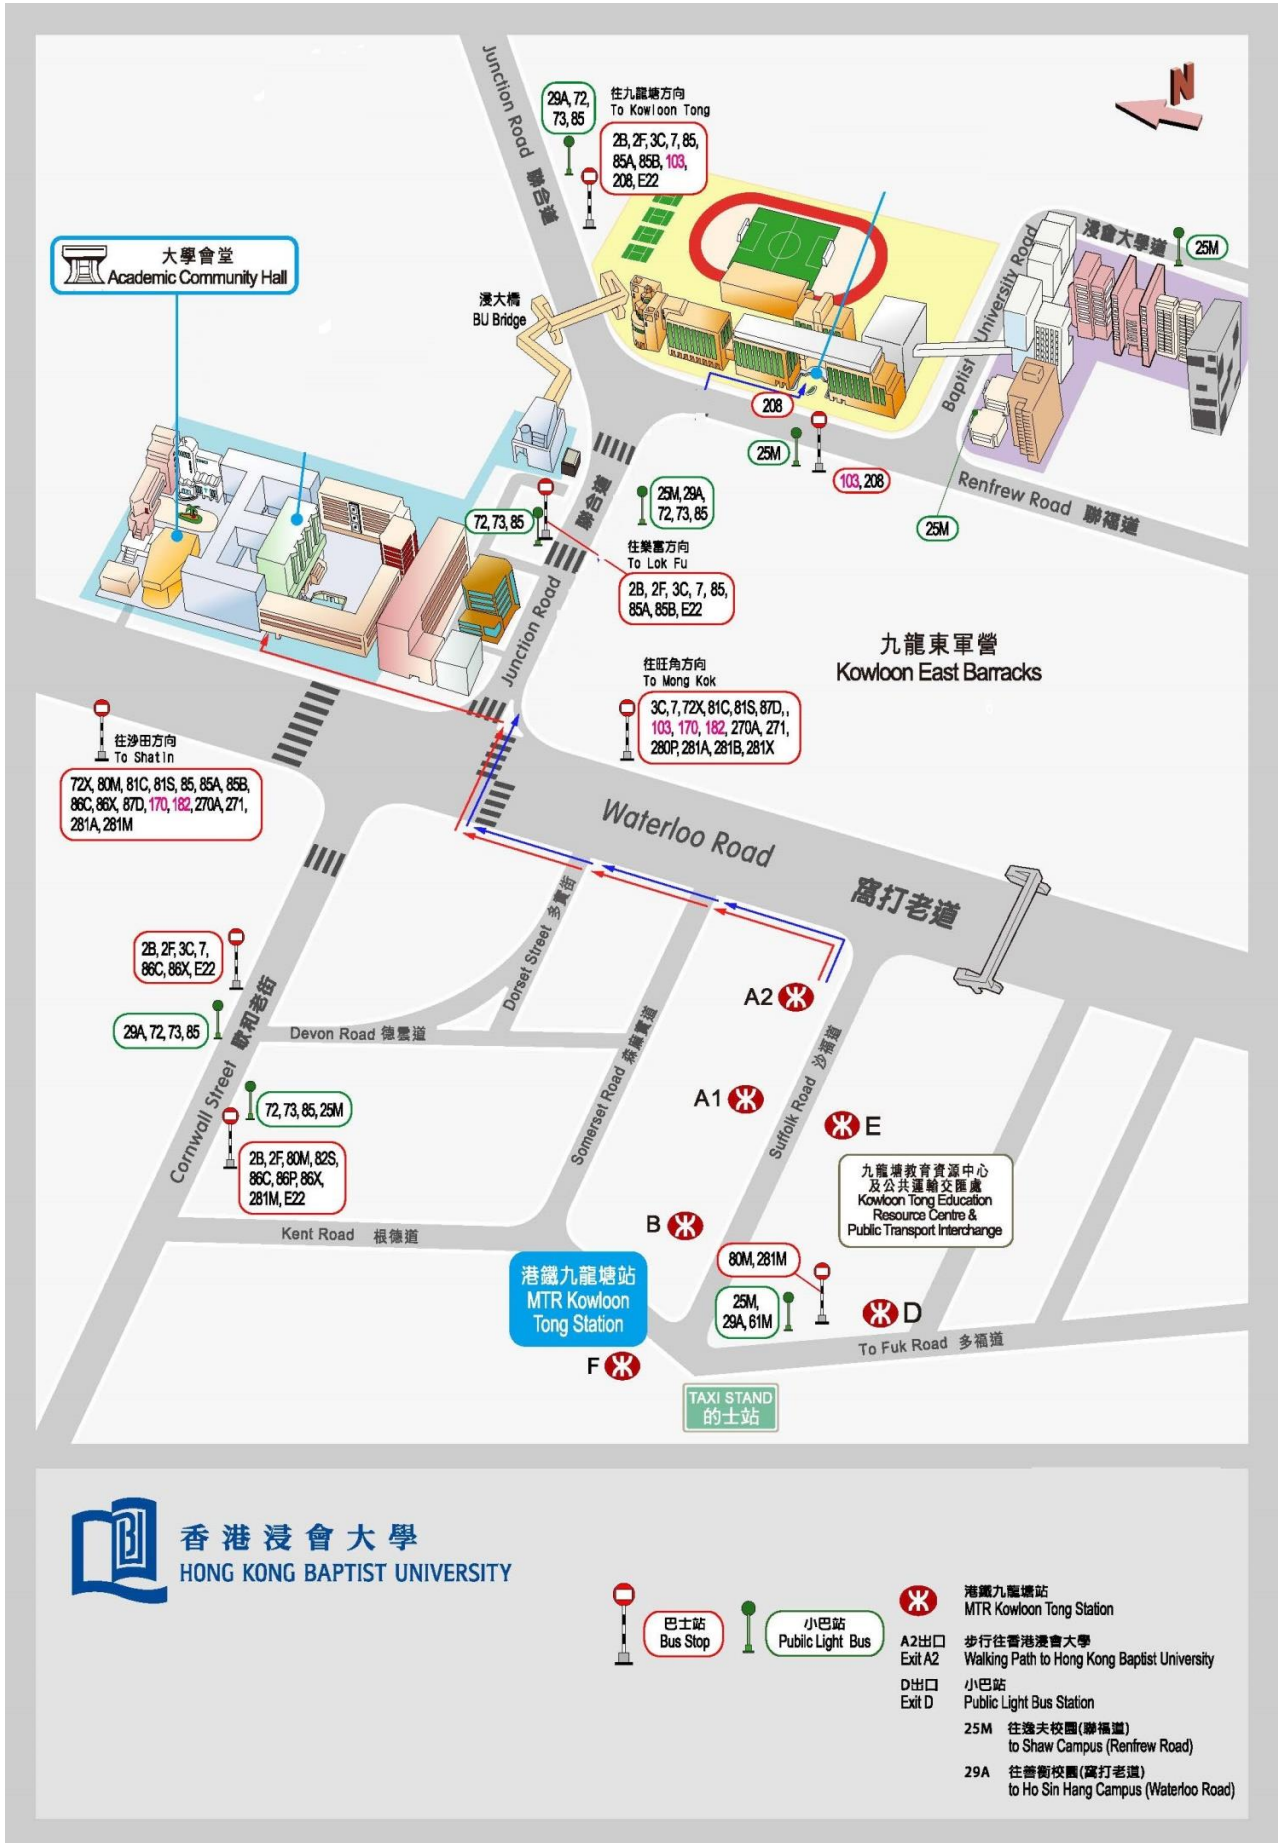 Junction Road 聯合道
29A, 72,
73, 85
往九龍塘方向
To Kowloon Tong
2B, 2F, 3C, 7, 85,
85A, 85B, 103,
208, E22
N
大學會堂
Academic Community Hall
浸大橋
BU Bridge
Baptist University Road
浸會大學道
25M
208
25M
103, 208
25M
Renfrew Road 聯福道
聯合道
25M, 29A,
72, 73, 85
72, 73, 85
往樂富方向
To Lok Fu
2B, 2F, 3C, 7, 85,
85A, 85B, E22
Junction Road
九龍東軍營
Kowloon East Barracks
往旺角方向
To Mong Kok
3C, 7, 72X, 81C, 81S, 87D,,
103, 170, 182, 270A, 271,
280P, 281A, 281B, 281X
往沙田方向
To Shatin
72X, 80M, 81C, 81S, 85, 85A, 85B,
86C, 86X, 87D, 170, 182, 270A, 271,
281A, 281M
Waterloo Road 窩打老道
2B, 2F, 3C, 7,
86C, 86X, E22
29A, 72, 73, 85
Cornwall Street 歌和老街
Devon Road 德雲道
Dorset Street 多實街
Somerset Road 森麻實道
Suffolk Road 沙福道
A2
A1
E
72, 73, 85, 25M
2B, 2F, 80M, 82S,
86C, 86P, 86X,
281M, E22
九龍塘教育資源中心
及公共運輸交匯處
Kowloon Tong Education
Resource Centre &
Public Transport Interchange
Kent Road 根德道
B
80M, 281M
25M,
29A, 61M
D
港鐵九龍塘站
MTR Kowloon
Tong Station
To Fuk Road 多福道
F
TAXI STAND
的士站
香港浸會大學
HONG KONG BAPTIST UNIVERSITY
巴士站
Bus Stop
小巴站
Pubilc Light Bus
港鐵九龍塘站
MTR Kowloon Tong Station
A2出口 步行往香港浸會大學
Exit A2 Walking Path to Hong Kong Baptist University
D出口 小巴站
Exit D Public Light Bus Station
25M 往逸夫校園(聯福道)
to Shaw Campus (Renfrew Road)
29A 往善衡校園(窩打老道)
to Ho Sin Hang Campus (Waterloo Road)